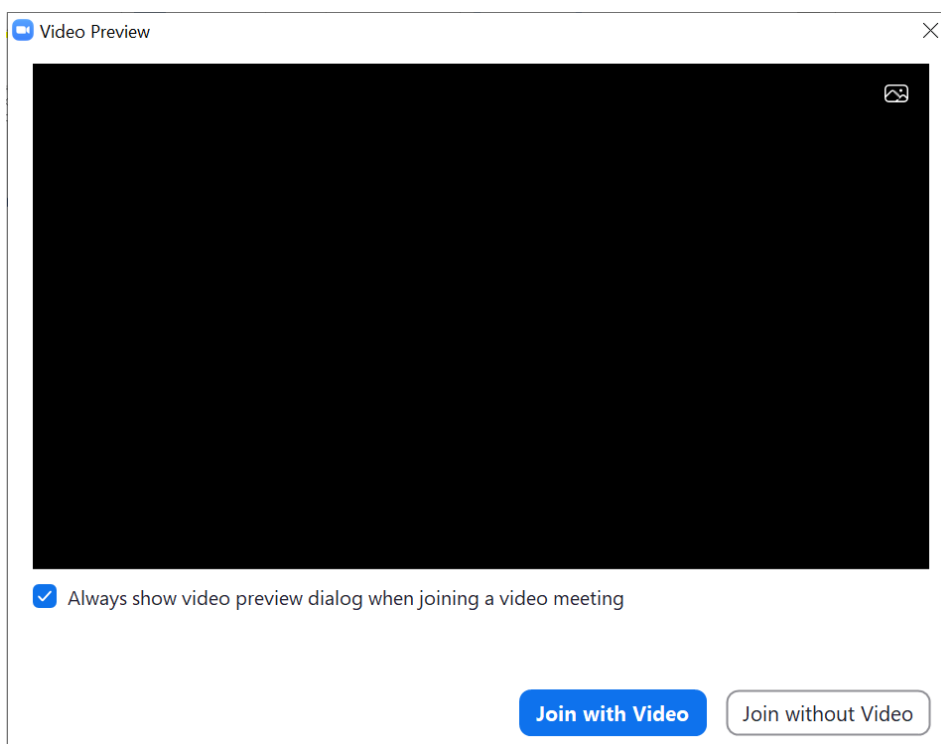 Video Preview
Always show video preview dialog when joining a video meeting
Join with Video
Join without Video